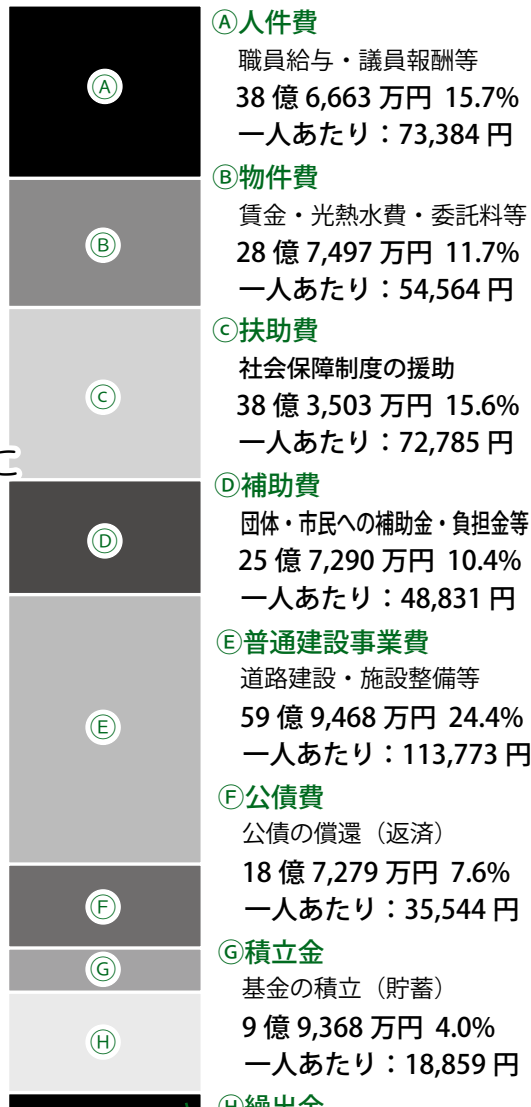 Ⓐ
Ⓑ
Ⓒ
Ⓓ
Ⓔ
Ⓕ
Ⓖ
Ⓗ
Ⓐ人件費
職員給与・議員報酬等
38 億 6,663 万円 15.7%
一人あたり：73,384 円
Ⓑ物件費
賃金・光熱水費・委託料等
28 億 7,497 万円 11.7%
一人あたり：54,564 円
Ⓒ扶助費
社会保障制度の援助
38 億 3,503 万円 15.6%
一人あたり：72,785 円
Ⓓ補助費
団体・市民への補助金・負担金等
25 億 7,290 万円 10.4%
一人あたり：48,831 円
Ⓔ普通建設事業費
道路建設・施設整備等
59 億 9,468 万円 24.4%
一人あたり：113,773 円
Ⓕ公債費
公債の償還（返済）
18 億 7,279 万円 7.6%
一人あたり：35,544 円
Ⓖ積立金
基金の積立（貯蓄）
9 億 9,368 万円 4.0%
一人あたり：18,859 円
Ⓗ繰出金